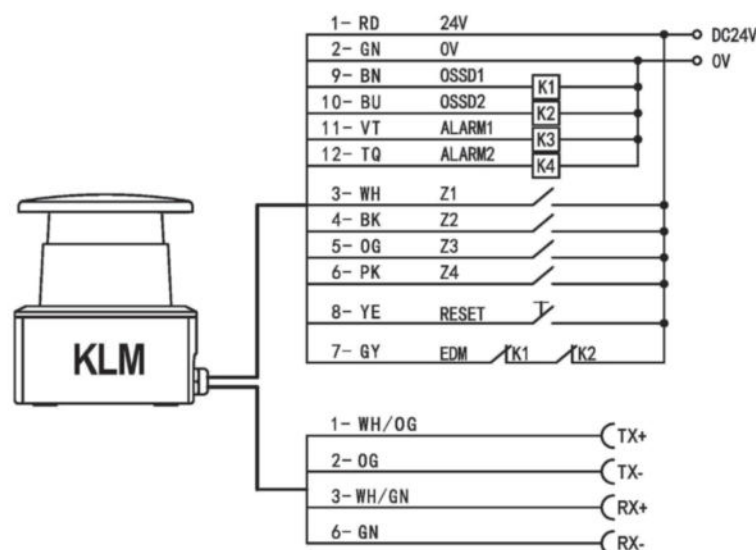 1- RD 24V DC24V
2- GN 0V 0V
9- BN OSSD1 K1
10- BU OSSD2 K2
11- VT ALARM1 K3
12- TQ ALARM2 K4
3- WH Z1
4- BK Z2
5- OG Z3
6- PK Z4
8- YE RESET
7- GY EDM K1 K2
KLM
1- WH/OG TX+
2- OG TX-
3- WH/GN RX+
6- GN RX-